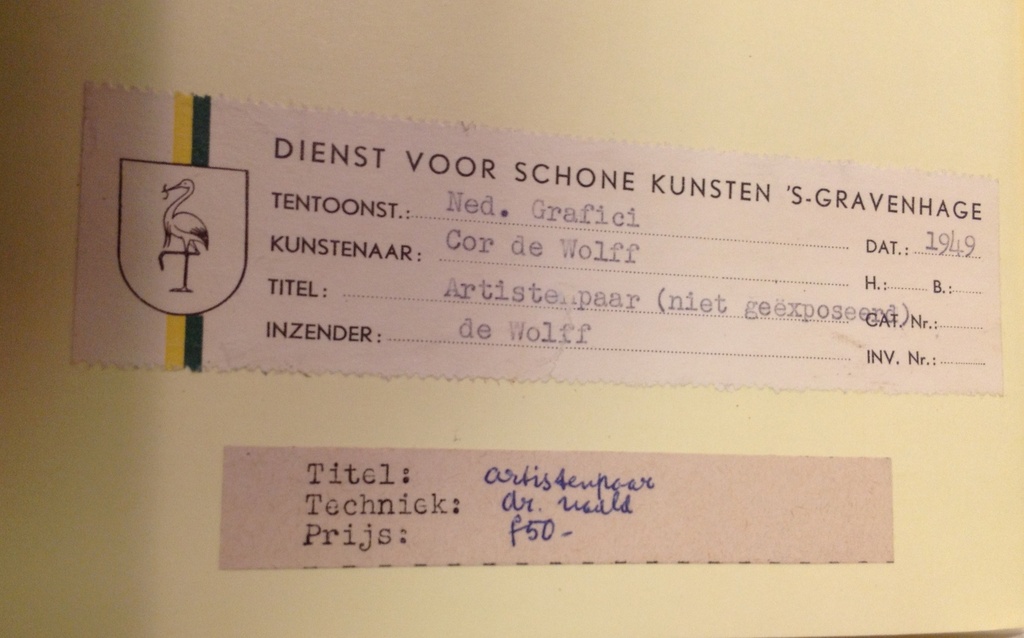 DIENST VOOR SCHONE KUNSTEN 'S-GRAVENHAGE
TENTOONST.: Ned. Grafici DAT.: 1949
KUNSTENAAR: Cor de Wolff H.: B.:
TITEL: Artistenpaar (niet geëxposeerd) CAT. Nr.:
INZENDER: de Wolff INV. Nr.:
Titel: artistenpaar
Techniek: dr. naald
Prijs: f50-